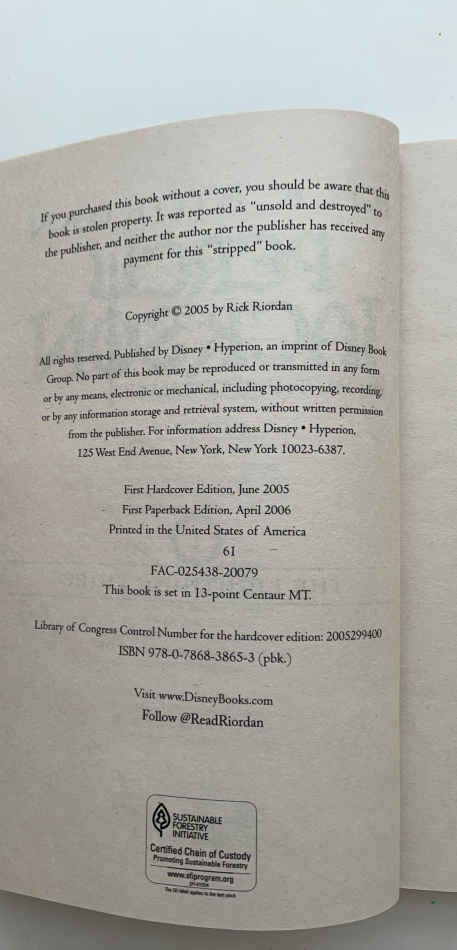 If you purchased this book without a cover, you should be aware that this
book is stolen property. It was reported as "unsold and destroyed" to
the publisher, and neither the author nor the publisher has received any
payment for this "stripped" book.
Copyright © 2005 by Rick Riordan
All rights reserved. Published by Disney • Hyperion, an imprint of Disney Book
Group. No part of this book may be reproduced or transmitted in any form
or by any means, electronic or mechanical, including photocopying, recording,
or by any information storage and retrieval system, without written permission
from the publisher. For information address Disney • Hyperion,
125 West End Avenue, New York, New York 10023-6387.
First Hardcover Edition, June 2005
First Paperback Edition, April 2006
Printed in the United States of America
61
FAC-025438-20079
This book is set in 13-point Centaur MT.
Library of Congress Control Number for the hardcover edition: 2005299400
ISBN 978-0-7868-3865-3 (pbk.)
Visit www.DisneyBooks.com
Follow @ReadRiordan
SUSTAINABLE
FORESTRY
INITIATIVE
Certified Chain of Custody
Promoting Sustainable Forestry
www.sfiprogram.org
The SFI label applies to the text stock